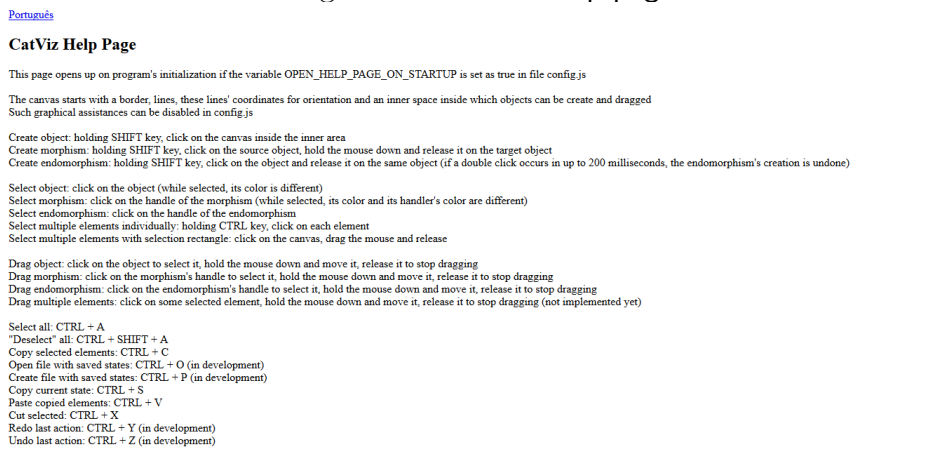 Português
CatViz Help Page
This page opens up on program's initialization if the variable OPEN_HELP_PAGE_ON_STARTUP is set as true in file config.js
The canvas starts with a border, lines, these lines' coordinates for orientation and an inner space inside which objects can be create and dragged
Such graphical assistances can be disabled in config.js
Create object: holding SHIFT key, click on the canvas inside the inner area
Create morphism: holding SHIFT key, click on the source object, hold the mouse down and release it on the target object
Create endomorphism: holding SHIFT key, click on the object and release it on the same object (if a double click occurs in up to 200 milliseconds, the endomorphism's creation is undone)
Select object: click on the object (while selected, its color is different)
Select morphism: click on the handle of the morphism (while selected, its color and its handler's color are different)
Select endomorphism: click on the handle of the endomorphism
Select multiple elements individually: holding CTRL key, click on each element
Select multiple elements with selection rectangle: click on the canvas, drag the mouse and release
Drag object: click on the object to select it, hold the mouse down and move it, release it to stop dragging
Drag morphism: click on the morphism's handle to select it, hold the mouse down and move it, release it to stop dragging
Drag endomorphism: click on the endomorphism's handle to select it, hold the mouse down and move it, release it to stop dragging
Drag multiple elements: click on some selected element, hold the mouse down and move it, release it to stop dragging (not implemented yet)
Select all: CTRL + A
"Deselect" all: CTRL + SHIFT + A
Copy selected elements: CTRL + C
Open file with saved states: CTRL + O (in development)
Create file with saved states: CTRL + P (in development)
Copy current state: CTRL + S
Paste copied elements: CTRL + V
Cut selected: CTRL + X
Redo last action: CTRL + Y (in development)
Undo last action: CTRL + Z (in development)